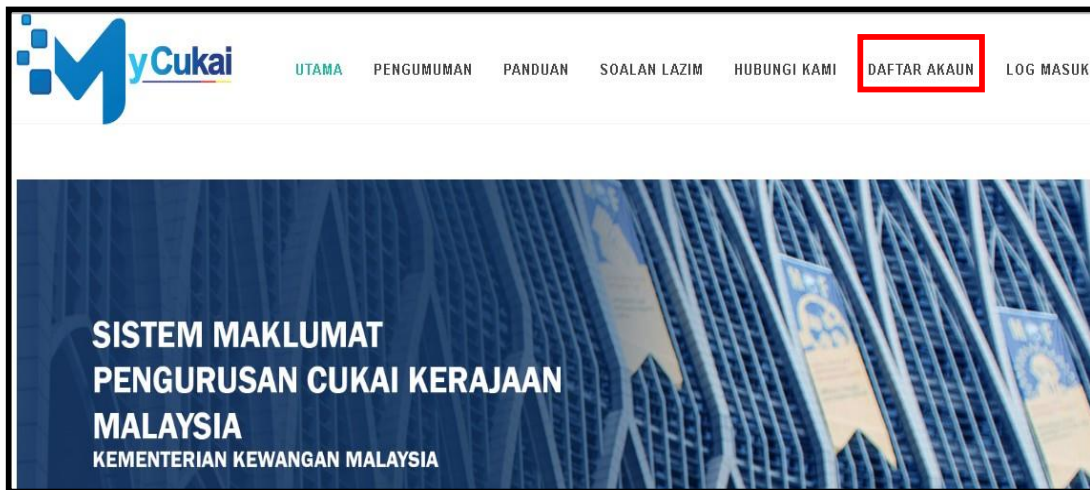 MyCukai
UTAMA PENGUMUMAN PANDUAN SOALAN LAZIM HUBUNGI KAMI DAFTAR AKAUN LOG MASUK
SISTEM MAKLUMAT
PENGURUSAN CUKAI KERAJAAN
MALAYSIA
KEMENTERIAN KEWANGAN MALAYSIA